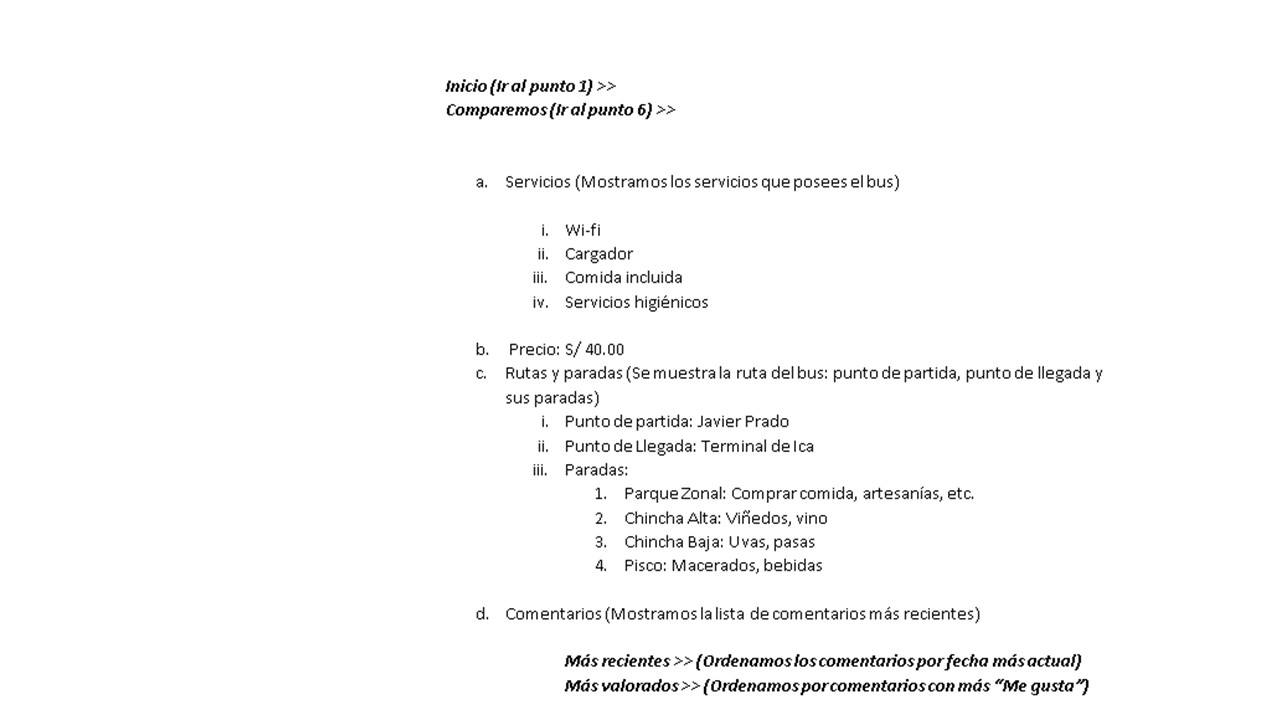 Inicio (Ir al punto 1) >>
Comparemos (Ir al punto 6) >>
a. Servicios (Mostramos los servicios que posees el bus)
i. Wi-fi
ii. Cargador
iii. Comida incluida
iv. Servicios higiénicos
b. Precio: S/ 40.00
c. Rutas y paradas (Se muestra la ruta del bus: punto de partida, punto de llegada y
sus paradas)
i. Punto de partida: Javier Prado
ii. Punto de Llegada: Terminal de Ica
iii. Paradas:
1. Parque Zonal: Comprar comida, artesanías, etc.
2. Chincha Alta: Viñedos, vino
3. Chincha Baja: Uvas, pasas
4. Pisco: Macerados, bebidas
d. Comentarios (Mostramos la lista de comentarios más recientes)
Más recientes >> (Ordenamos los comentarios por fecha más actual)
Más valorados >> (Ordenamos por comentarios con más “Me gusta”)